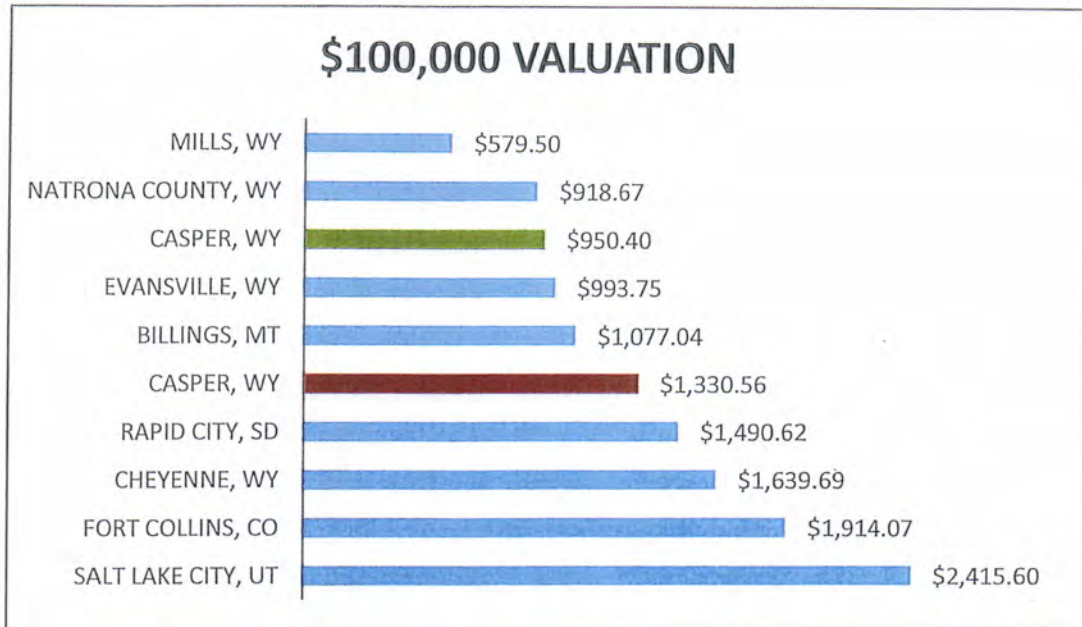 $100,000 VALUATION
MILLS, WY $579.50
NATRONA COUNTY, WY $918.67
CASPER, WY $950.40
EVANSVILLE, WY $993.75
BILLINGS, MT $1,077.04
CASPER, WY $1,330.56
RAPID CITY, SD $1,490.62
CHEYENNE, WY $1,639.69
FORT COLLINS, CO $1,914.07
SALT LAKE CITY, UT $2,415.60